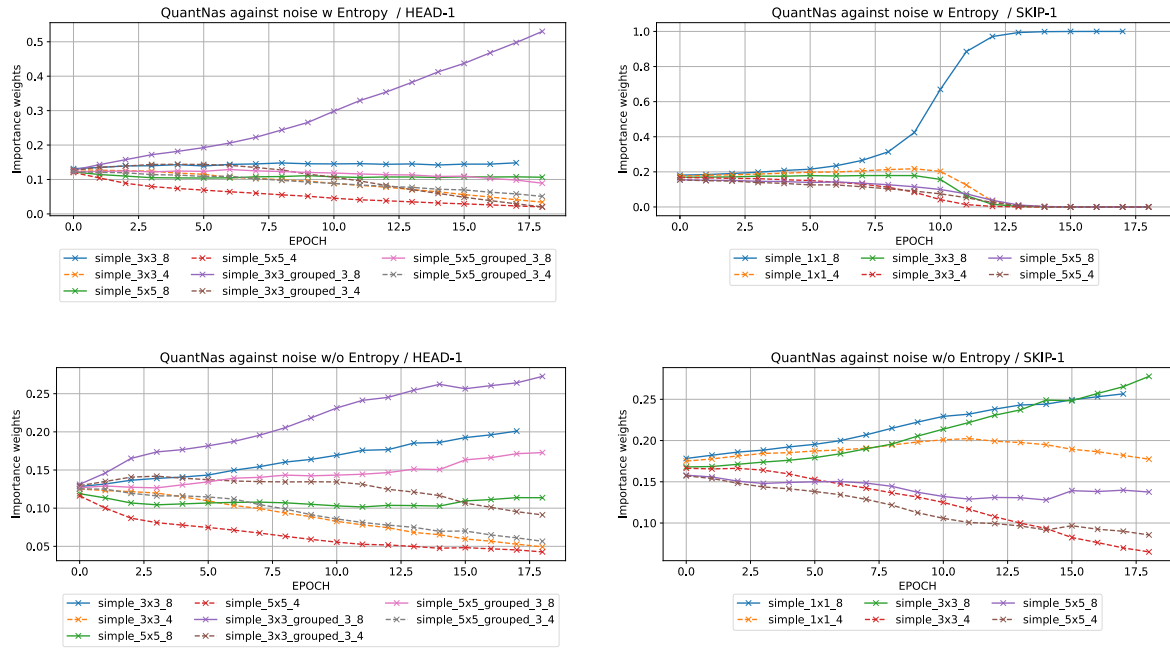 QuantNas against noise w Entropy / HEAD-1
Importance weights
0.5
0.4
0.3
0.2
0.1
0.0
0.0 2.5 5.0 7.5 10.0 12.5 15.0 17.5
EPOCH
simple_3x3_8 simple_5x5_4 simple_5x5_grouped_3_8
simple_3x3_4 simple_3x3_grouped_3_8 simple_5x5_grouped_3_4
simple_5x5_8 simple_3x3_grouped_3_4
QuantNas against noise w Entropy / SKIP-1
Importance weights
1.0
0.8
0.6
0.4
0.2
0.0
0.0 2.5 5.0 7.5 10.0 12.5 15.0 17.5
EPOCH
simple_1x1_8 simple_3x3_8 simple_5x5_8
simple_1x1_4 simple_3x3_4 simple_5x5_4
QuantNas against noise w/o Entropy / HEAD-1
Importance weights
0.25
0.20
0.15
0.10
0.05
0.0 2.5 5.0 7.5 10.0 12.5 15.0 17.5
EPOCH
simple_3x3_8 simple_5x5_4 simple_5x5_grouped_3_8
simple_3x3_4 simple_3x3_grouped_3_8 simple_5x5_grouped_3_4
simple_5x5_8 simple_3x3_grouped_3_4
QuantNas against noise w/o Entropy / SKIP-1
Importance weights
0.25
0.20
0.15
0.10
0.0 2.5 5.0 7.5 10.0 12.5 15.0 17.5
EPOCH
simple_1x1_8 simple_3x3_8 simple_5x5_8
simple_1x1_4 simple_3x3_4 simple_5x5_4